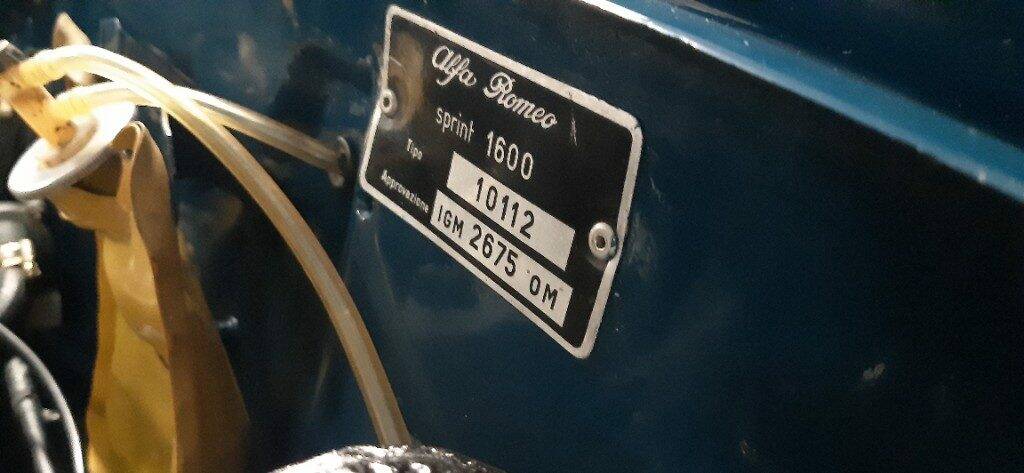 Alfa Romeo
sprint 1600
Tipo 10112
Approvazione IGM 2675 OM